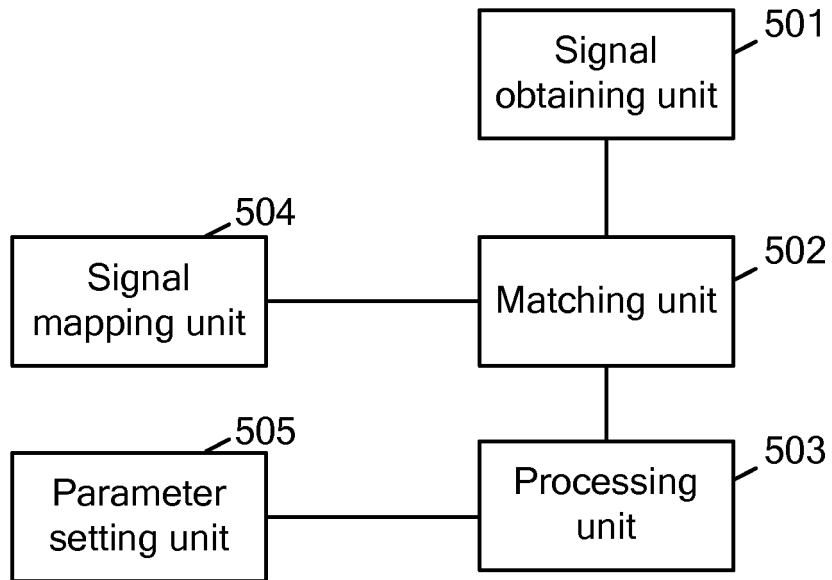 501
Signal
obtaining unit
504
Signal
mapping unit
502
Matching unit
505
Parameter
setting unit
503
Processing
unit